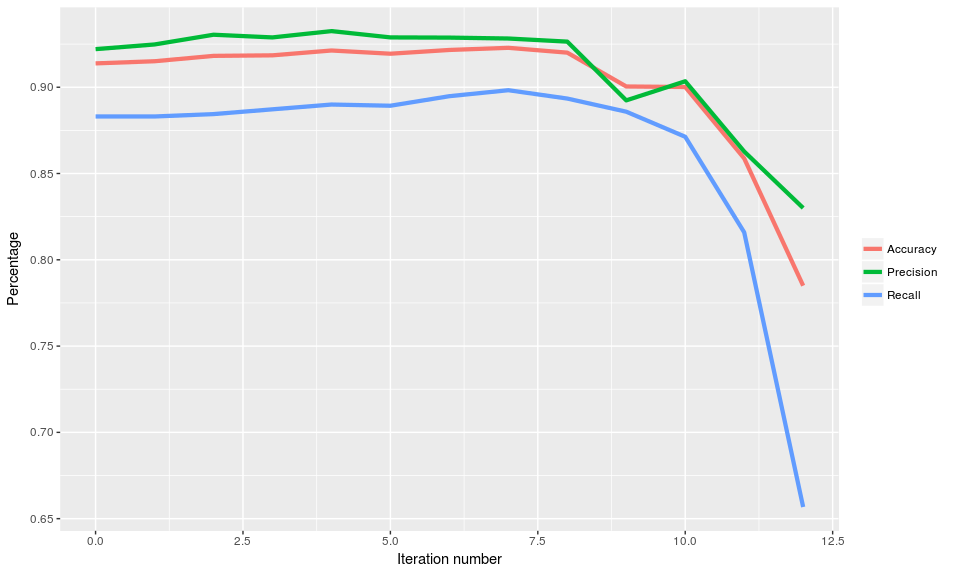 0.90
0.85
0.80
0.75
0.70
0.65
Percentage
0.0 2.5 5.0 7.5 10.0 12.5
Iteration number
Accuracy
Precision
Recall